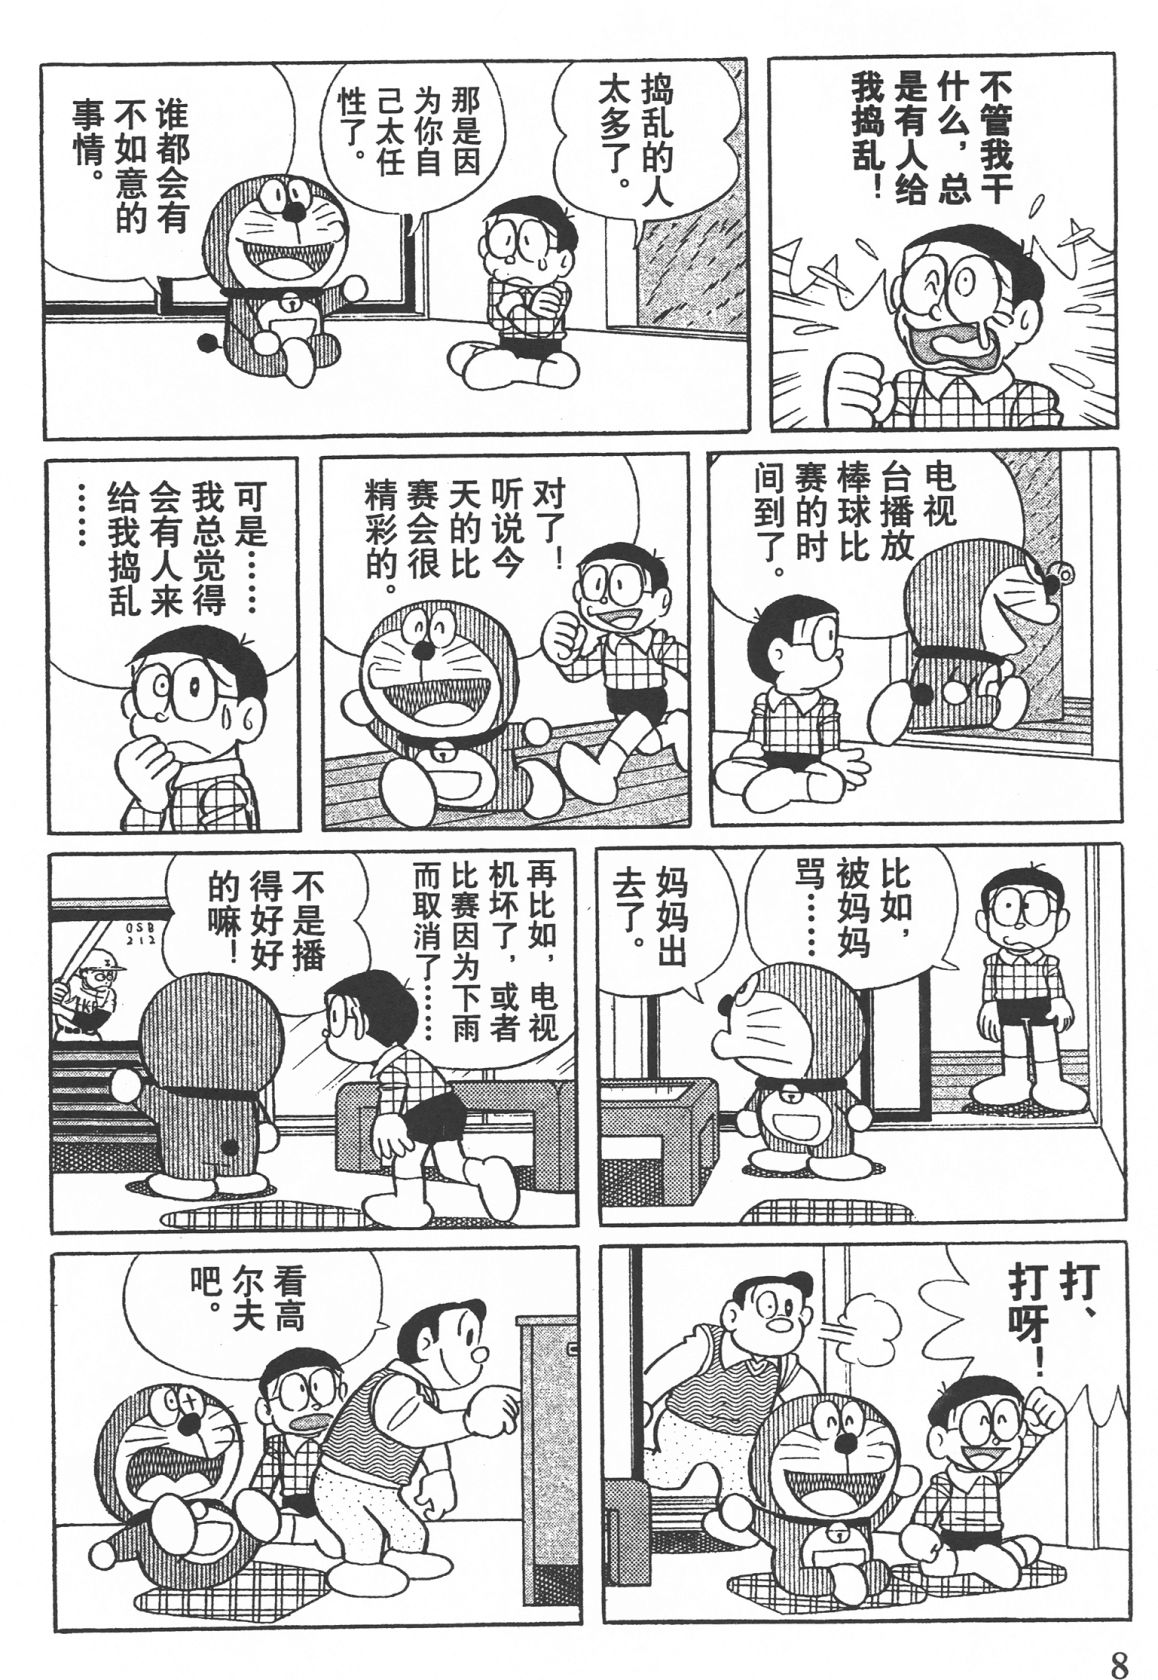 不管我干
什么，总
是有人给
我捣乱！
捣乱的人
太多了。
那是因
为你自
己太任
性了。
谁都会有
不如意的
事情。
电视
台播放
棒球比
赛的时
间到了。
对了！
听说今
天的比
赛会很
精彩的。
可是……
我总觉得
会有人来
给我捣乱
……
比如，
被妈妈
骂……
妈妈出
去了。
再比如，电视
机坏了，或者
比赛因为下雨
而取消了……
不是播
得好好
的嘛！
OSB
212
打、
打呀！
看高
尔夫
吧。
8